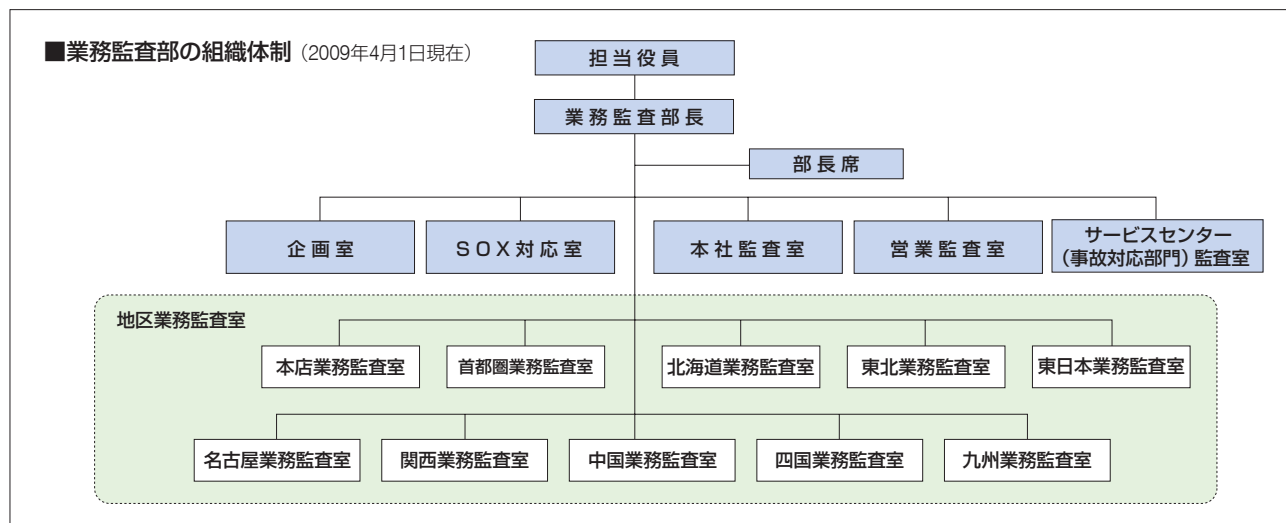 ■業務監査部の組織体制（2009年4月1日現在）
担当役員
業務監査部長
部長席
企画室
SOX対応室
本社監査室
営業監査室
サービスセンター
（事故対応部門）監査室
地区業務監査室
本店業務監査室
首都圏業務監査室
北海道業務監査室
東北業務監査室
東日本業務監査室
名古屋業務監査室
関西業務監査室
中国業務監査室
四国業務監査室
九州業務監査室